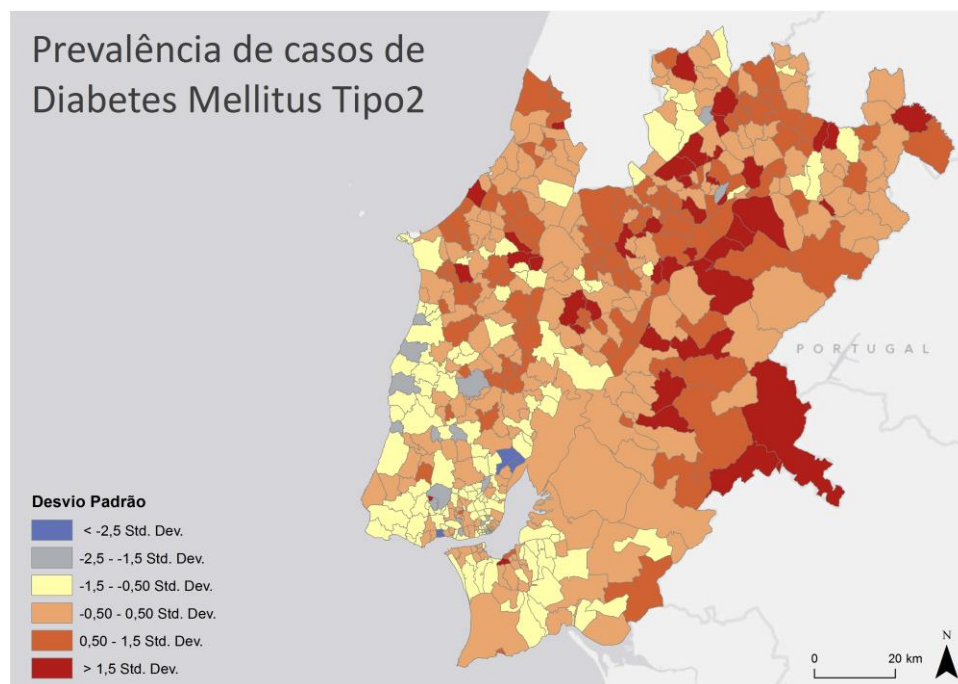 Prevalência de casos de
Diabetes Mellitus Tipo2
PORTUGAL
Desvio Padrão
< -2,5 Std. Dev.
-2,5 - -1,5 Std. Dev.
-1,5 - -0,50 Std. Dev.
-0,50 - 0,50 Std. Dev.
0,50 - 1,5 Std. Dev.
> 1,5 Std. Dev.
N
0 20 km